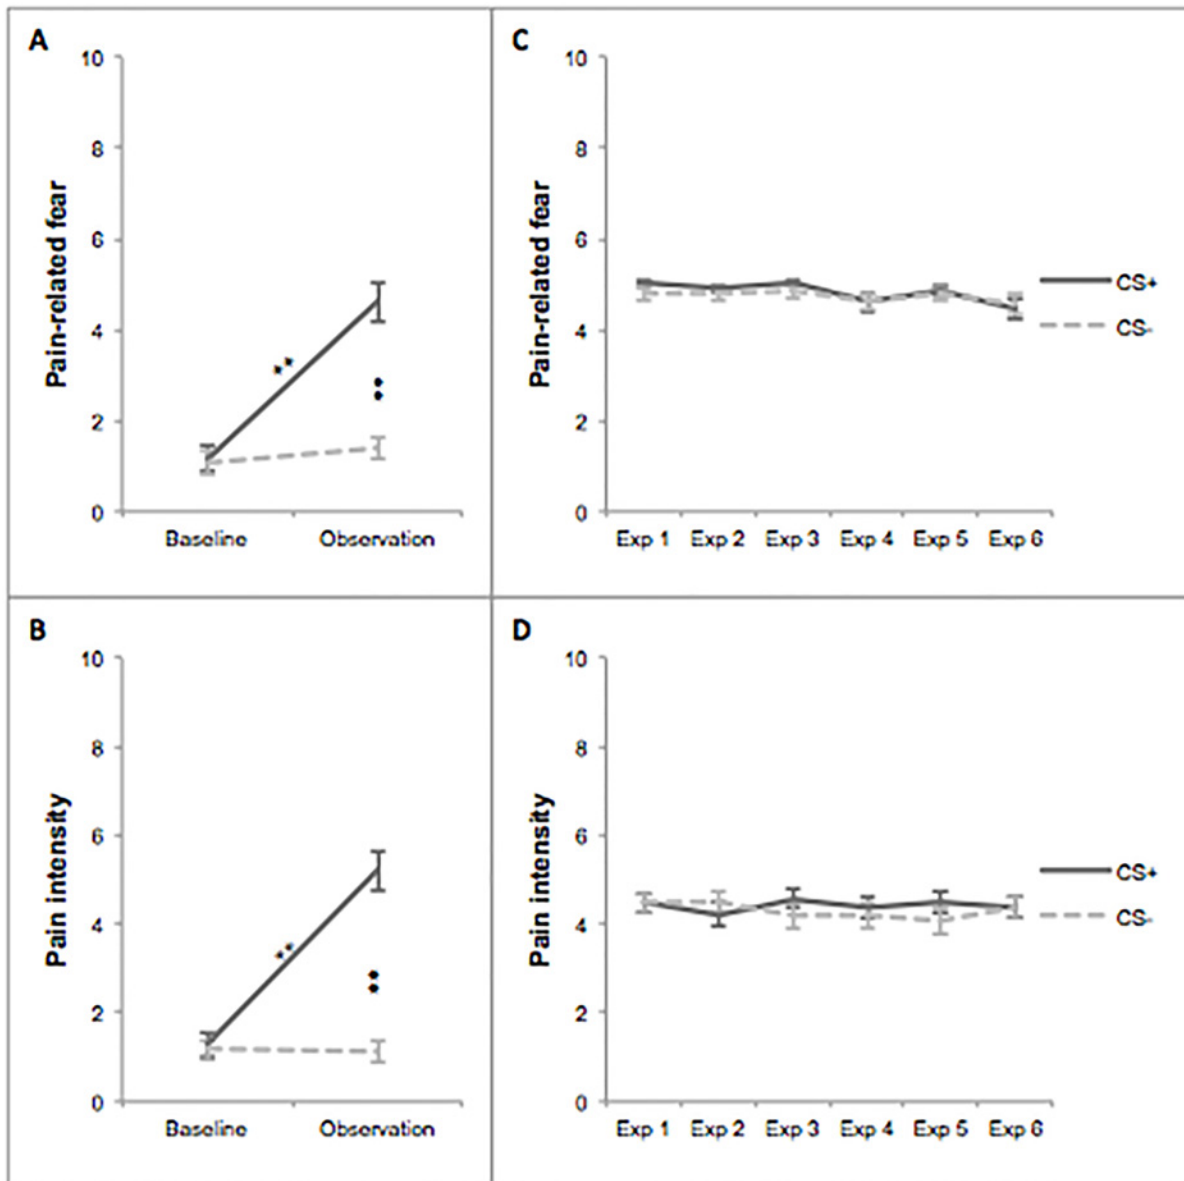 A
Pain-related fear
10
8
6
4
2
0
Baseline Observation
**
**
C
Pain-related fear
10
8
6
4
2
0
Exp 1 Exp 2 Exp 3 Exp 4 Exp 5 Exp 6
CS+
CS-
B
Pain intensity
10
8
6
4
2
0
Baseline Observation
**
**
D
Pain intensity
10
8
6
4
2
0
Exp 1 Exp 2 Exp 3 Exp 4 Exp 5 Exp 6
CS+
CS-